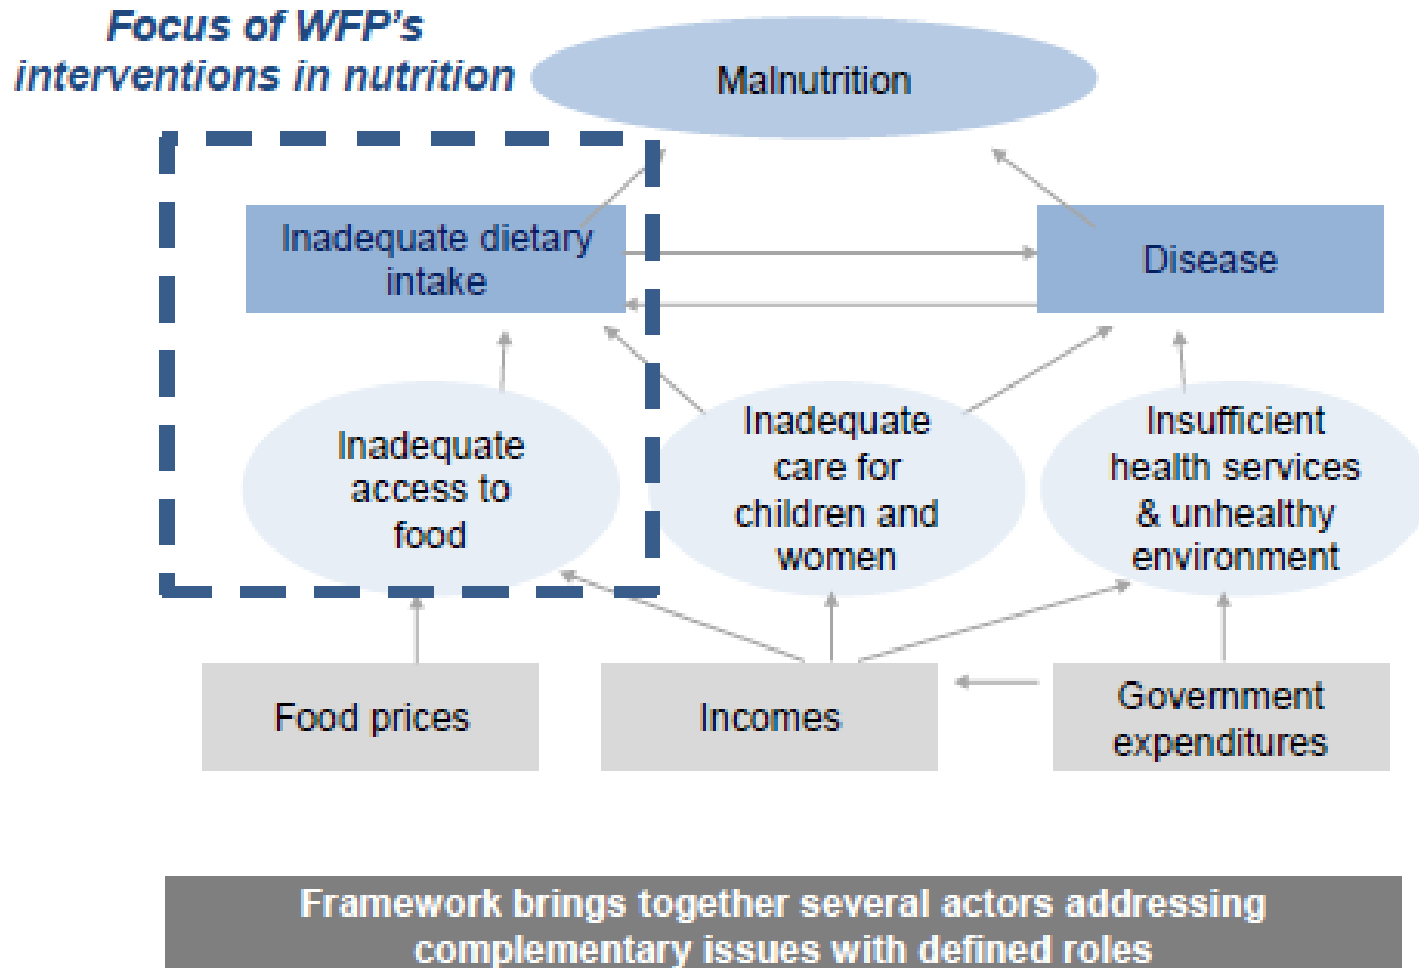 Focus of WFP's
interventions in nutrition
Malnutrition
Inadequate dietary
intake
Disease
Inadequate
access to
food
Inadequate
care for
children and
women
Insufficient
health services
& unhealthy
environment
Food prices
Incomes
Government
expenditures
Framework brings together several actors addressing
complementary issues with defined roles